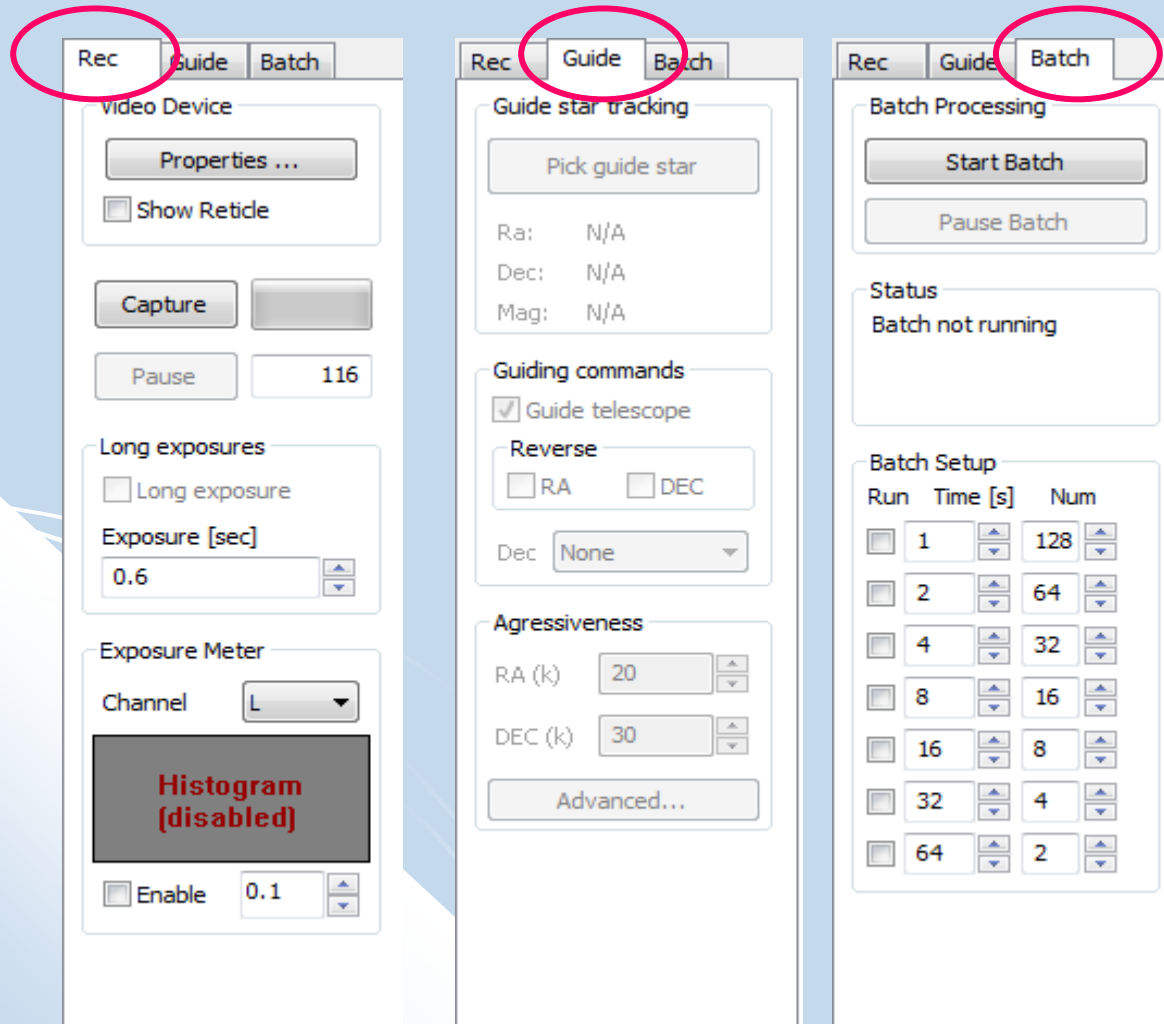 Rec Guide Batch
Video Device
Properties ...
Show Reticle
Capture
Pause 116
Long exposures
Long exposure
Exposure [sec]
0.6
Exposure Meter
Channel L
Histogram
(disabled)
Enable 0.1
Rec Guide Batch
Guide star tracking
Pick guide star
Ra: N/A
Dec: N/A
Mag: N/A
Guiding commands
Guide telescope
Reverse
RA DEC
Dec None
Agressiveness
RA (k) 20
DEC (k) 30
Advanced...
Rec Guide Batch
Batch Processing
Start Batch
Pause Batch
Status
Batch not running
Batch Setup
Run Time [s] Num
1 128
2 64
4 32
8 16
16 8
32 4
64 2